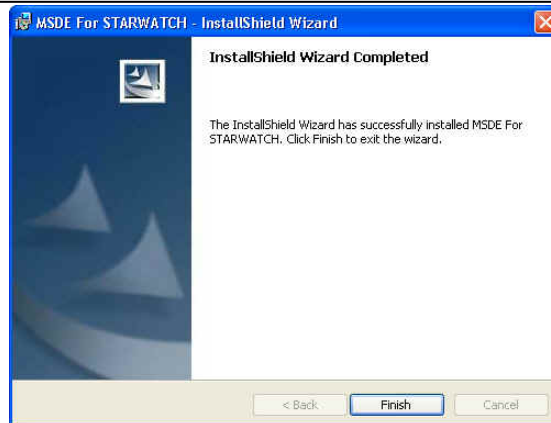 MSDE For STARWATCH - InstallShield Wizard
InstallShield Wizard Completed
The InstallShield Wizard has successfully installed MSDE For
STARWATCH. Click Finish to exit the wizard.
< Back Finish Cancel